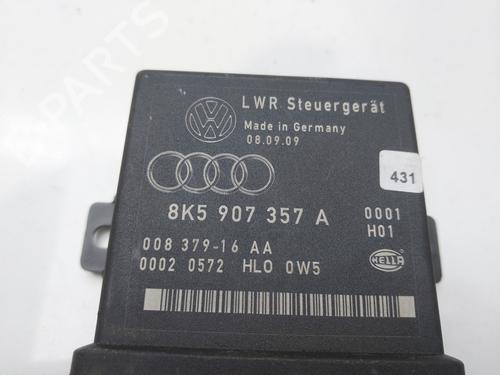 LWR Steuergerät
Made in Germany
08.09.09
431
8K5 907 357 A 0001
H01
008 379-16 AA
0002 0572 HLO 0W5
HELLA